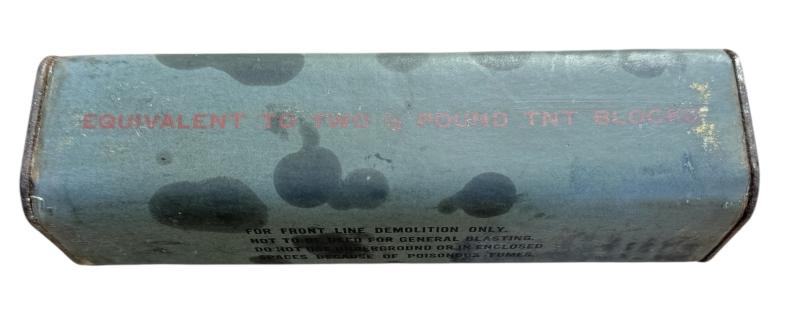 EQUIVALENT TO TWO ½ POUND TNT BLOCKS
FOR FRONT LINE DEMOLITION ONLY.
NOT TO BE USED FOR GENERAL BLASTING.
DO NOT USE UNDERGROUND OR IN ENCLOSED
SPACES BECAUSE OF POISONOUS FUMES.